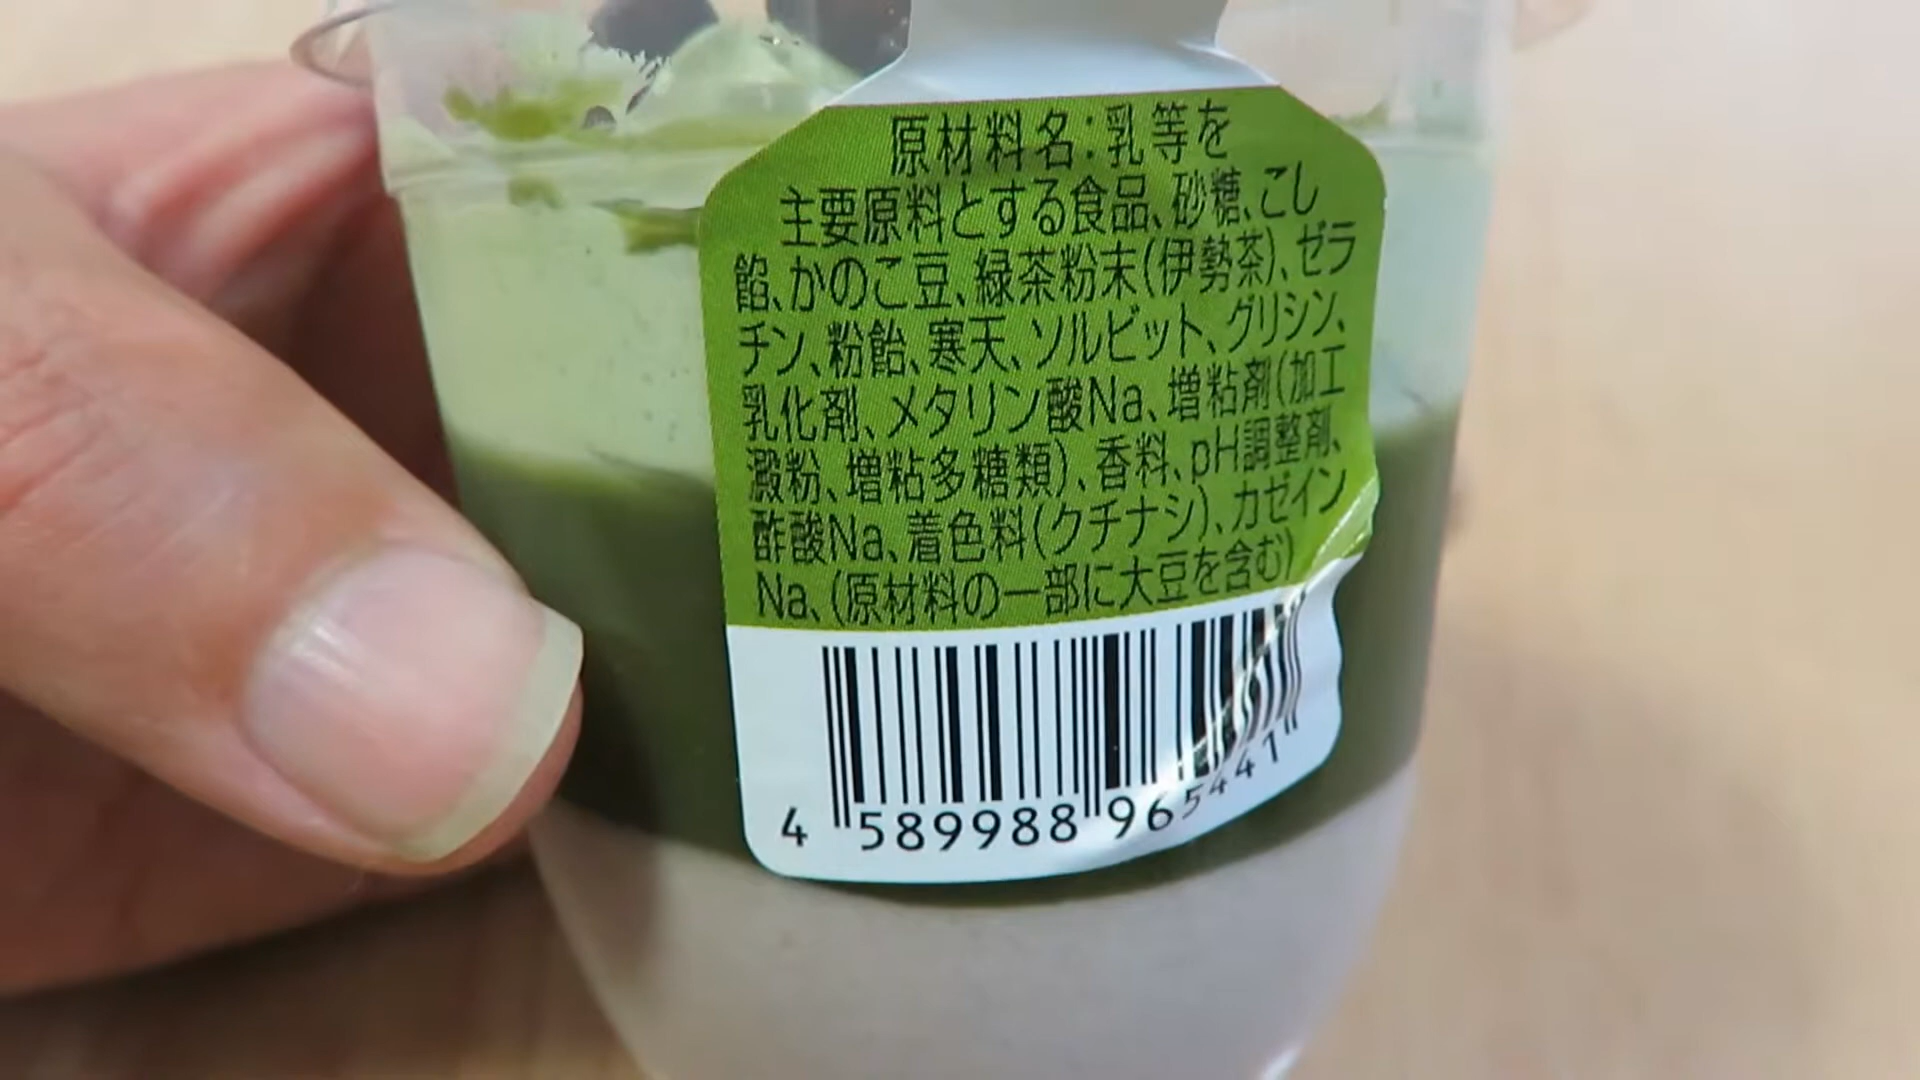 原材料名:乳等を
主要原料とする食品、砂糖、こし
餡、かのこ豆、緑茶粉末(伊勢茶)、ゼラ
チン、粉飴、寒天、ソルビット、グリシン、
乳化剤、メタリン酸Na、増粘剤(加工
澱粉、増粘多糖類)、香料、pH調整剤、
酢酸Na、着色料(クチナシ)、カゼイン
Na、(原材料の一部に大豆を含む)
4 589988 965441